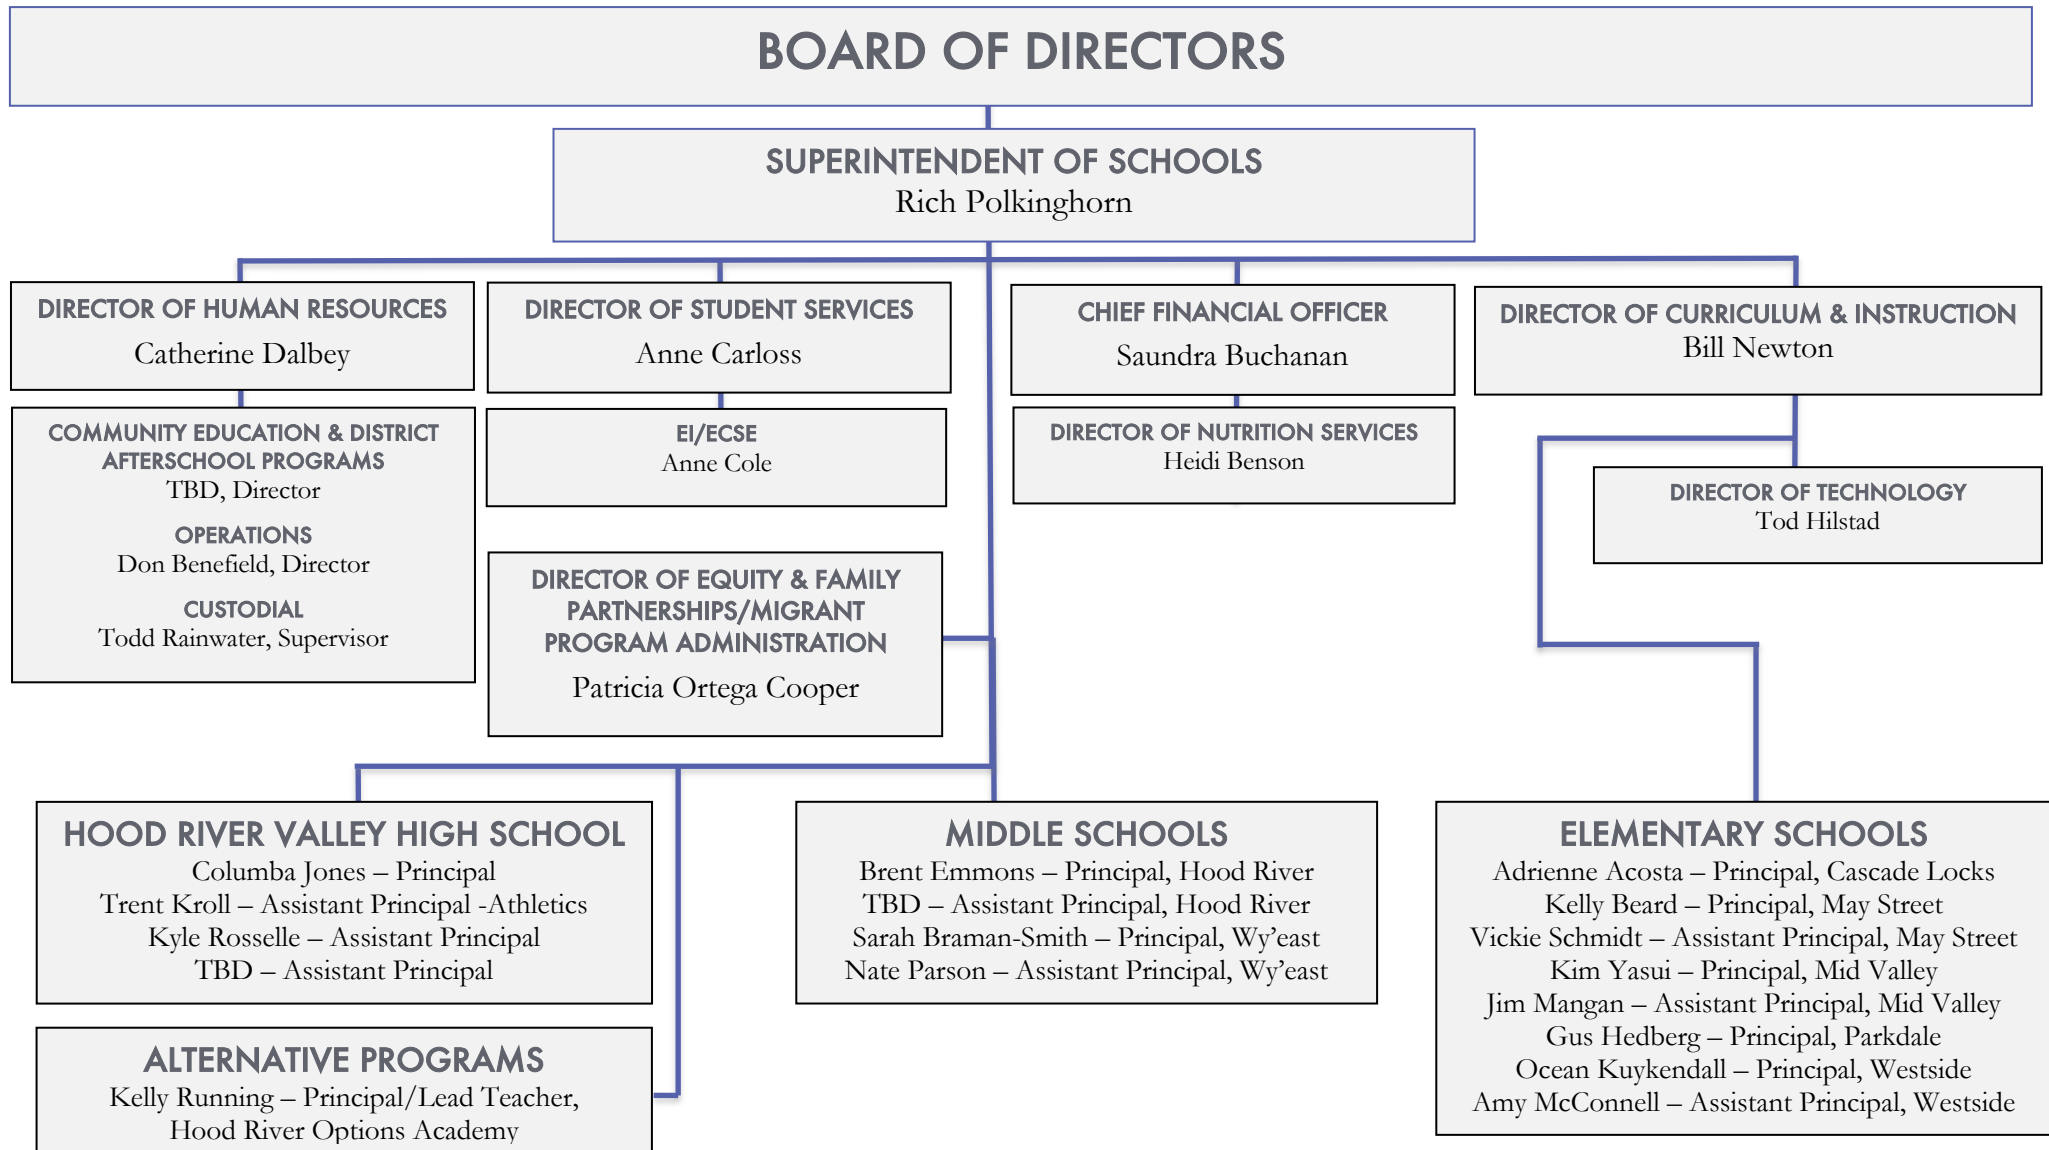 BOARD OF DIRECTORS
SUPERINTENDENT OF SCHOOLS
Rich Polkinghorn
DIRECTOR OF HUMAN RESOURCES
Catherine Dalbey
DIRECTOR OF STUDENT SERVICES
Anne Carloss
CHIEF FINANCIAL OFFICER
Saundra Buchanan
DIRECTOR OF CURRICULUM & INSTRUCTION
Bill Newton
COMMUNITY EDUCATION & DISTRICT
AFTERSCHOOL PROGRAMS
TBD, Director
OPERATIONS
Don Benefield, Director
CUSTODIAL
Todd Rainwater, Supervisor
EI/ECSE
Anne Cole
DIRECTOR OF NUTRITION SERVICES
Heidi Benson
DIRECTOR OF TECHNOLOGY
Tod Hilstad
DIRECTOR OF EQUITY & FAMILY
PARTNERSHIPS/MIGRANT
PROGRAM ADMINISTRATION
Patricia Ortega Cooper
HOOD RIVER VALLEY HIGH SCHOOL
Columba Jones – Principal
Trent Kroll – Assistant Principal -Athletics
Kyle Rosselle – Assistant Principal
TBD – Assistant Principal
MIDDLE SCHOOLS
Brent Emmons – Principal, Hood River
TBD – Assistant Principal, Hood River
Sarah Braman-Smith – Principal, Wy’east
Nate Parson – Assistant Principal, Wy’east
ELEMENTARY SCHOOLS
Adrienne Acosta – Principal, Cascade Locks
Kelly Beard – Principal, May Street
Vickie Schmidt – Assistant Principal, May Street
Kim Yasui – Principal, Mid Valley
Jim Mangan – Assistant Principal, Mid Valley
Gus Hedberg – Principal, Parkdale
Ocean Kuykendall – Principal, Westside
Amy McConnell – Assistant Principal, Westside
ALTERNATIVE PROGRAMS
Kelly Running – Principal/Lead Teacher,
Hood River Options Academy